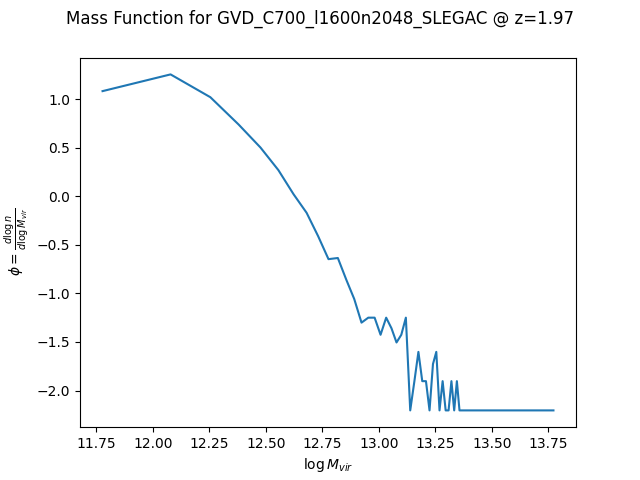 Mass Function for GVD_C700_l1600n2048_SLEGAC @ z=1.97
1.0
0.5
0.0
−0.5
−1.0
−1.5
−2.0
ϕ = d log n / d log M_vir
11.75 12.00 12.25 12.50 12.75 13.00 13.25 13.50 13.75
log M_vir